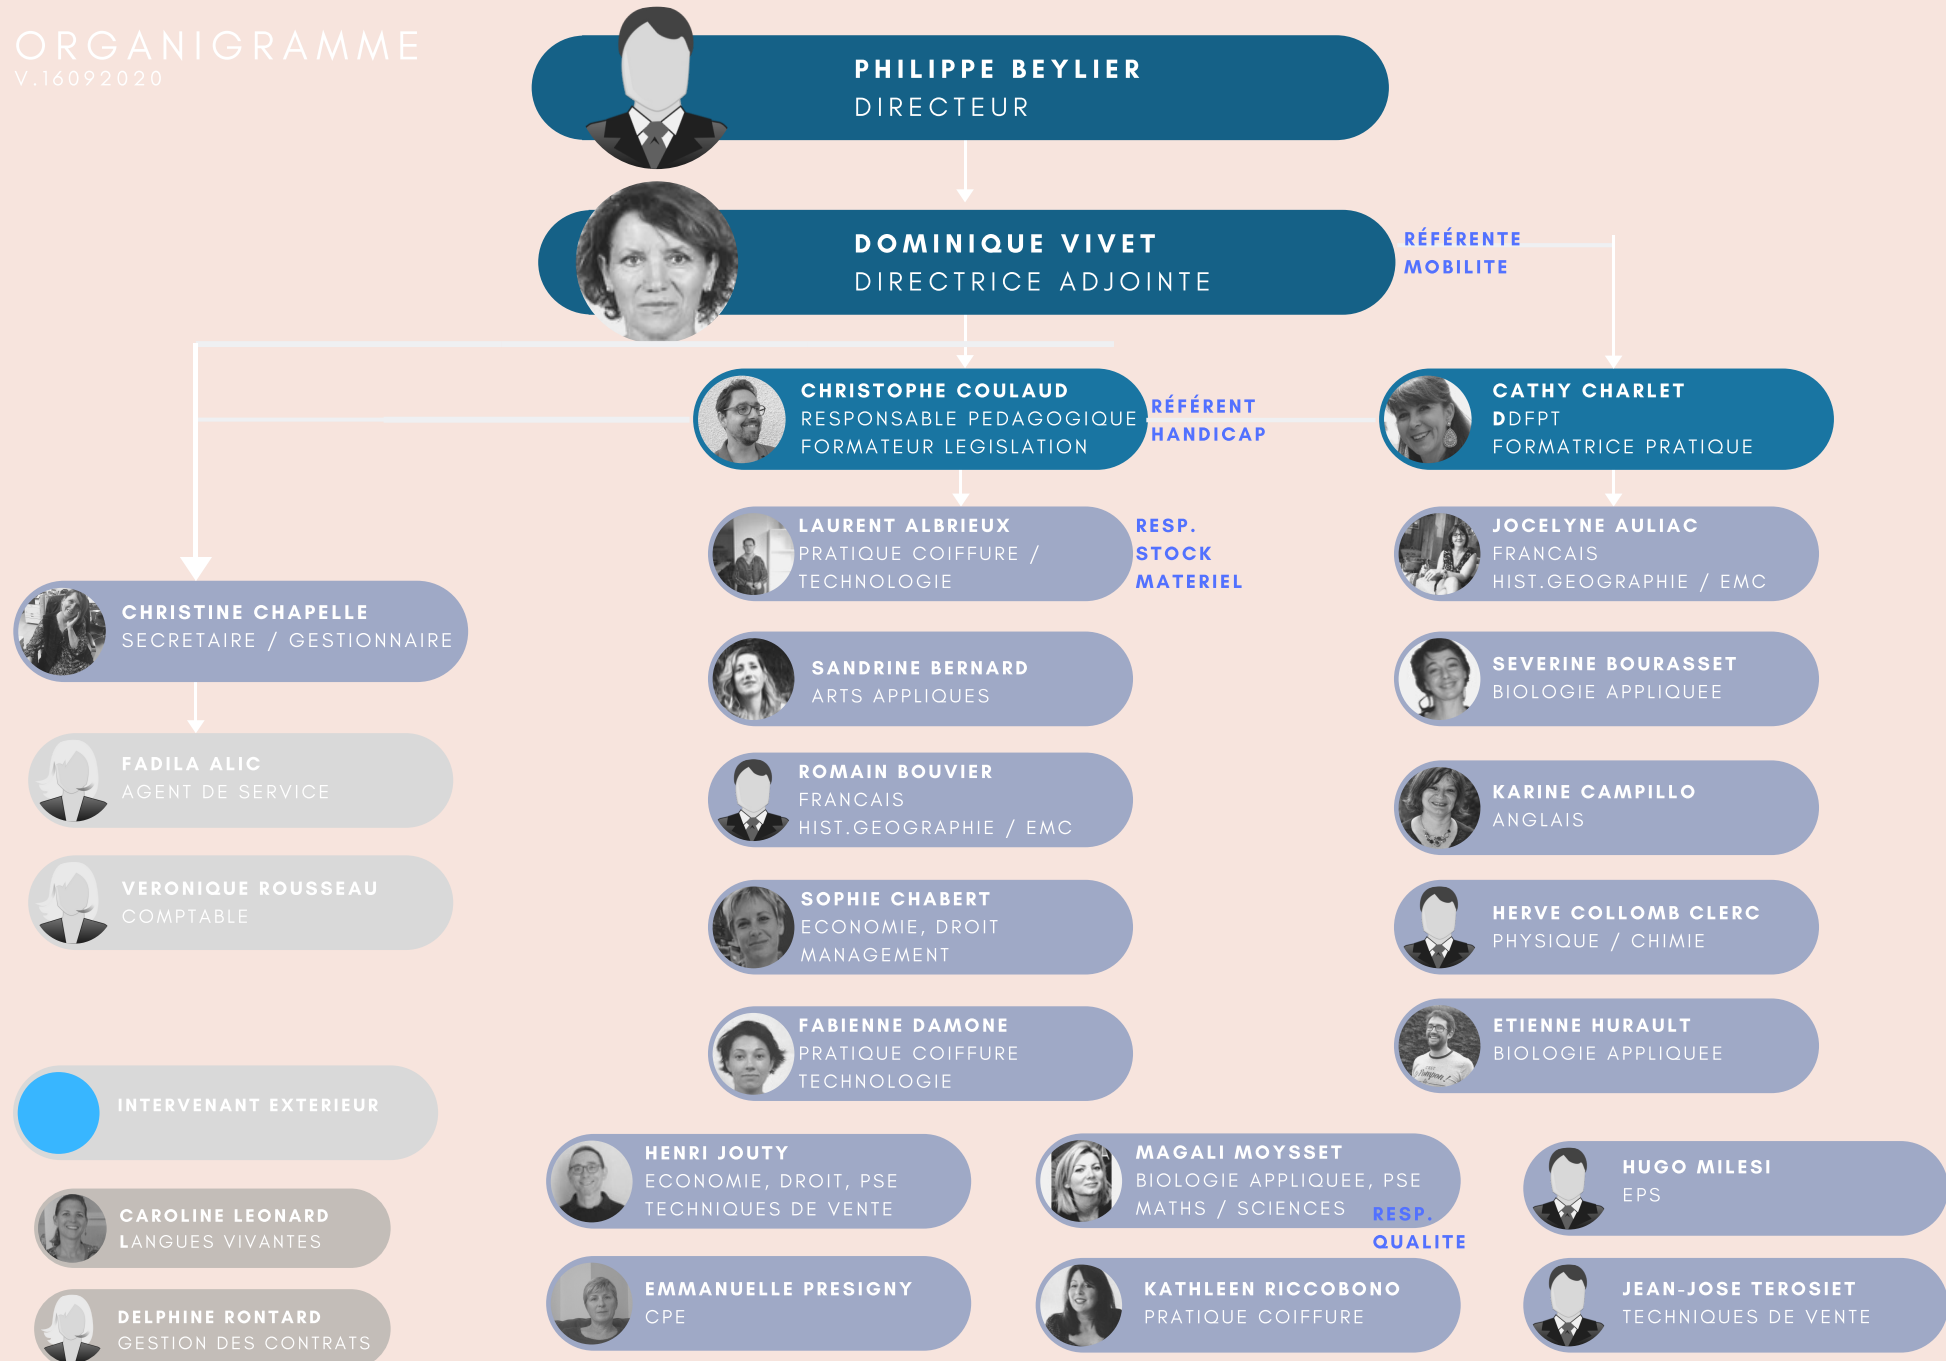 ORGANIGRAMME
V.16092020
PHILIPPE BEYLIER
DIRECTEUR
DOMINIQUE VIVET
DIRECTRICE ADJOINTE
RÉFÉRENTE
MOBILITE
CHRISTOPHE COULAUD
RESPONSABLE PEDAGOGIQUE
FORMATEUR LEGISLATION
RÉFÉRENT
HANDICAP
CATHY CHARLET
DDFPT
FORMATRICE PRATIQUE
CHRISTINE CHAPELLE
SECRETAIRE / GESTIONNAIRE
FADILA ALIC
AGENT DE SERVICE
VERONIQUE ROUSSEAU
COMPTABLE
INTERVENANT EXTERIEUR
CAROLINE LEONARD
LANGUES VIVANTES
DELPHINE RONTARD
GESTION DES CONTRATS
LAURENT ALBRIEUX
PRATIQUE COIFFURE /
TECHNOLOGIE
RESP.
STOCK
MATERIEL
SANDRINE BERNARD
ARTS APPLIQUES
ROMAIN BOUVIER
FRANCAIS
HIST.GEOGRAPHIE / EMC
SOPHIE CHABERT
ECONOMIE, DROIT
MANAGEMENT
FABIENNE DAMONE
PRATIQUE COIFFURE
TECHNOLOGIE
JOCELYNE AULIAC
FRANCAIS
HIST.GEOGRAPHIE / EMC
SEVERINE BOURASSET
BIOLOGIE APPLIQUEE
KARINE CAMPILLO
ANGLAIS
HERVE COLLOMB CLERC
PHYSIQUE / CHIMIE
ETIENNE HURAULT
BIOLOGIE APPLIQUEE
HENRI JOUTY
ECONOMIE, DROIT, PSE
TECHNIQUES DE VENTE
MAGALI MOYSSET
BIOLOGIE APPLIQUEE, PSE
MATHS / SCIENCES
RESP.
QUALITE
HUGO MILESI
EPS
EMMANUELLE PRESIGNY
CPE
KATHLEEN RICCOBONO
PRATIQUE COIFFURE
JEAN-JOSE TEROSIET
TECHNIQUES DE VENTE